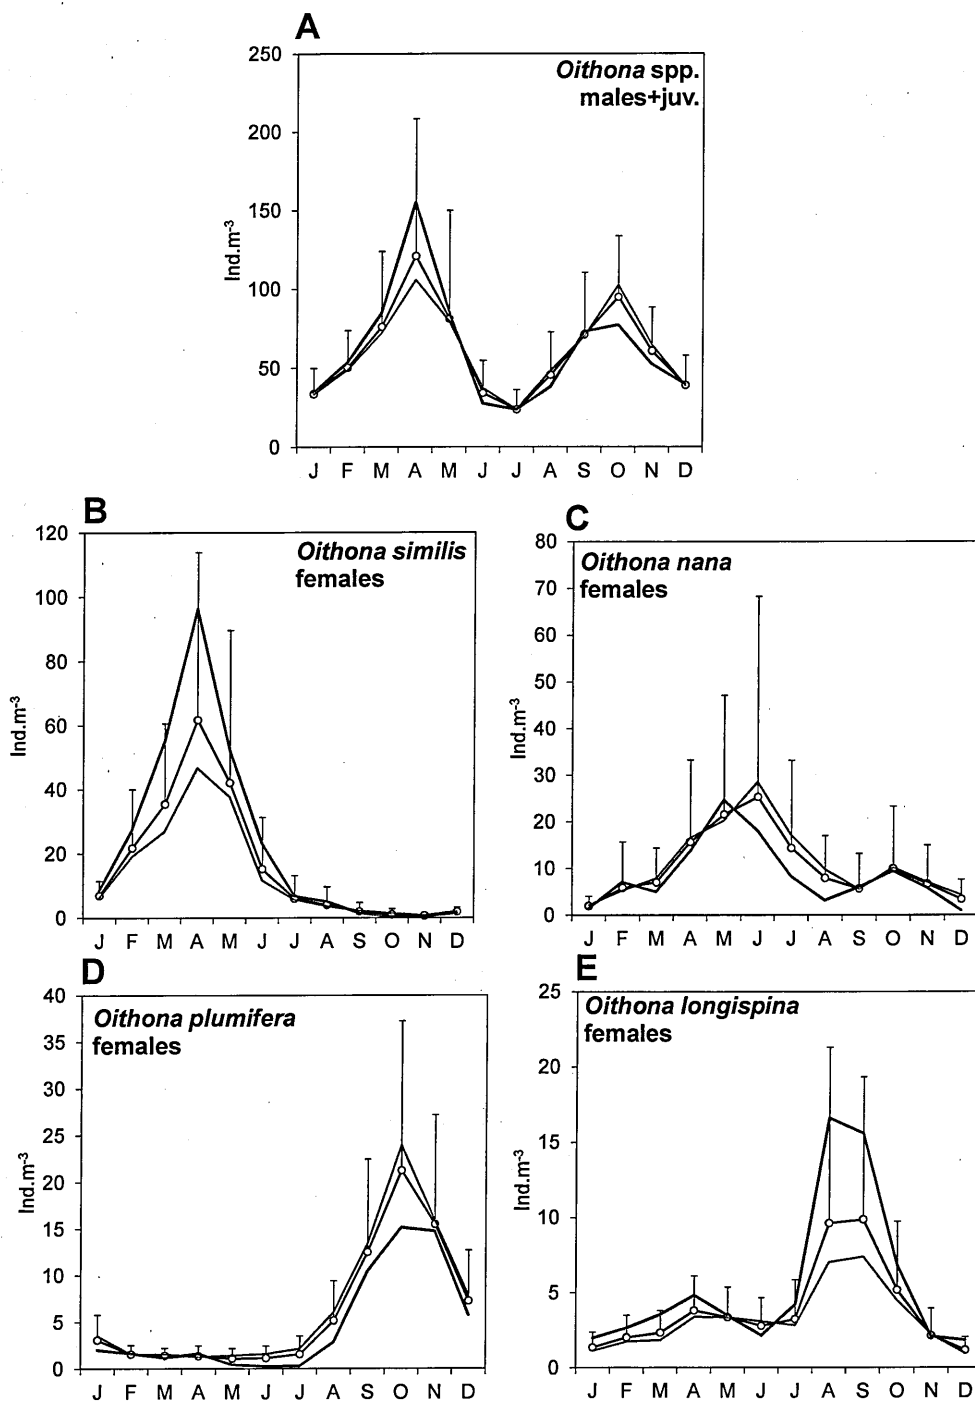 A
Oithona spp.
males+juv.
250
200
150
100
50
0
Ind.m-3
J F M A M J J A S O N D
B
Oithona similis
females
120
100
80
60
40
20
0
Ind.m-3
J F M A M J J A S O N D
C
Oithona nana
females
80
70
60
50
40
30
20
10
0
Ind.m-3
J F M A M J J A S O N D
D
Oithona plumifera
females
40
35
30
25
20
15
10
5
0
Ind.m-3
J F M A M J J A S O N D
E
Oithona longispina
females
25
20
15
10
5
0
Ind.m-3
J F M A M J J A S O N D